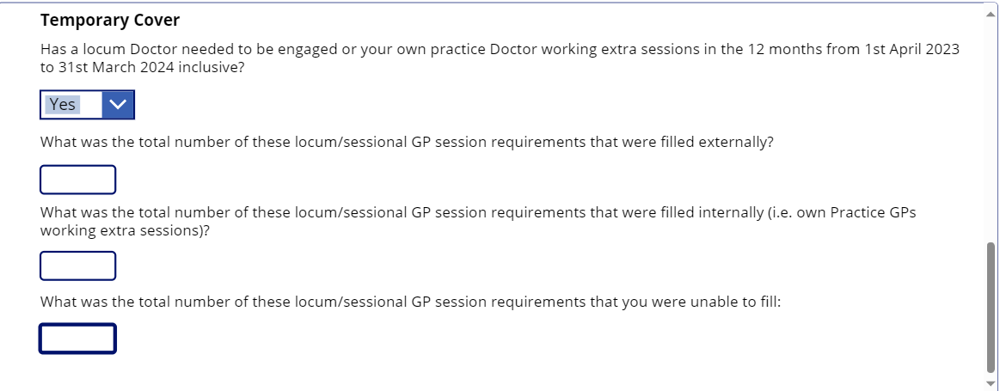 Temporary Cover
Has a locum Doctor needed to be engaged or your own practice Doctor working extra sessions in the 12 months from 1st April 2023
to 31st March 2024 inclusive?
Yes
What was the total number of these locum/sessional GP session requirements that were filled externally?
What was the total number of these locum/sessional GP session requirements that were filled internally (i.e. own Practice GPs
working extra sessions)?
What was the total number of these locum/sessional GP session requirements that you were unable to fill: